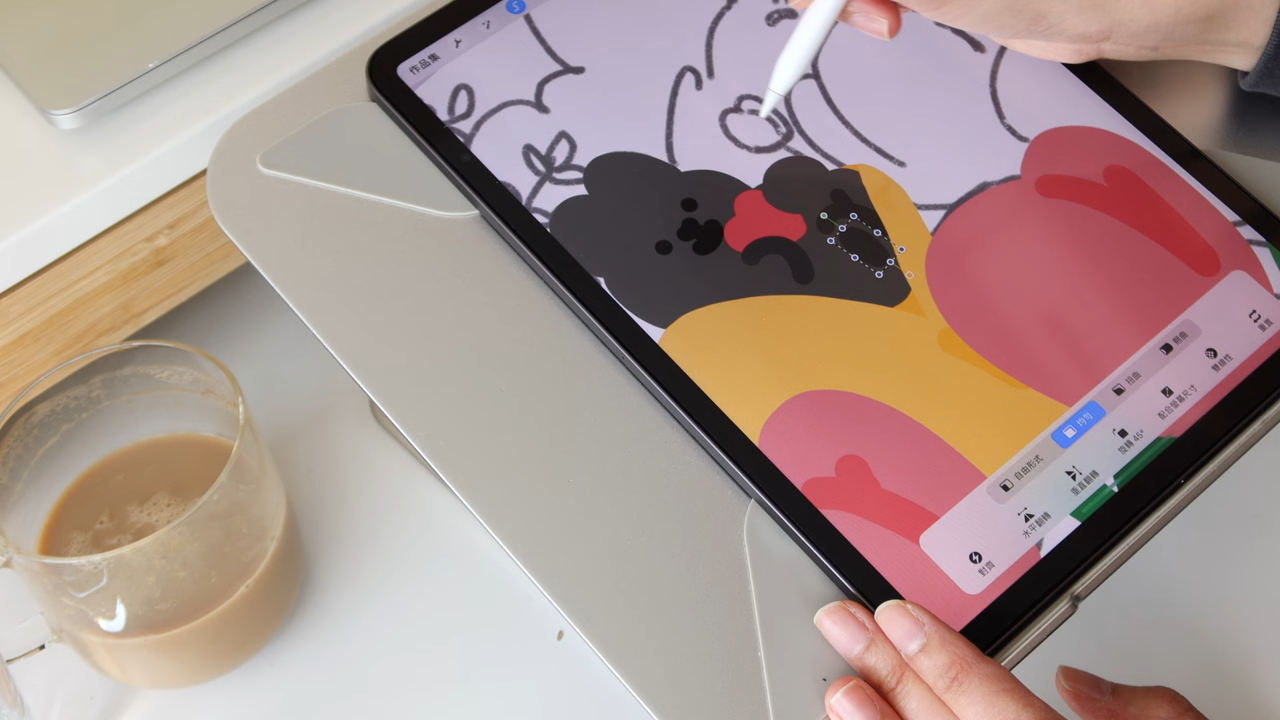 作品集
S
自由形式
均勻
扭曲
翹曲
對齊
水平翻轉
垂直翻轉
旋轉 45°
配合螢幕尺寸
雙線性
重置